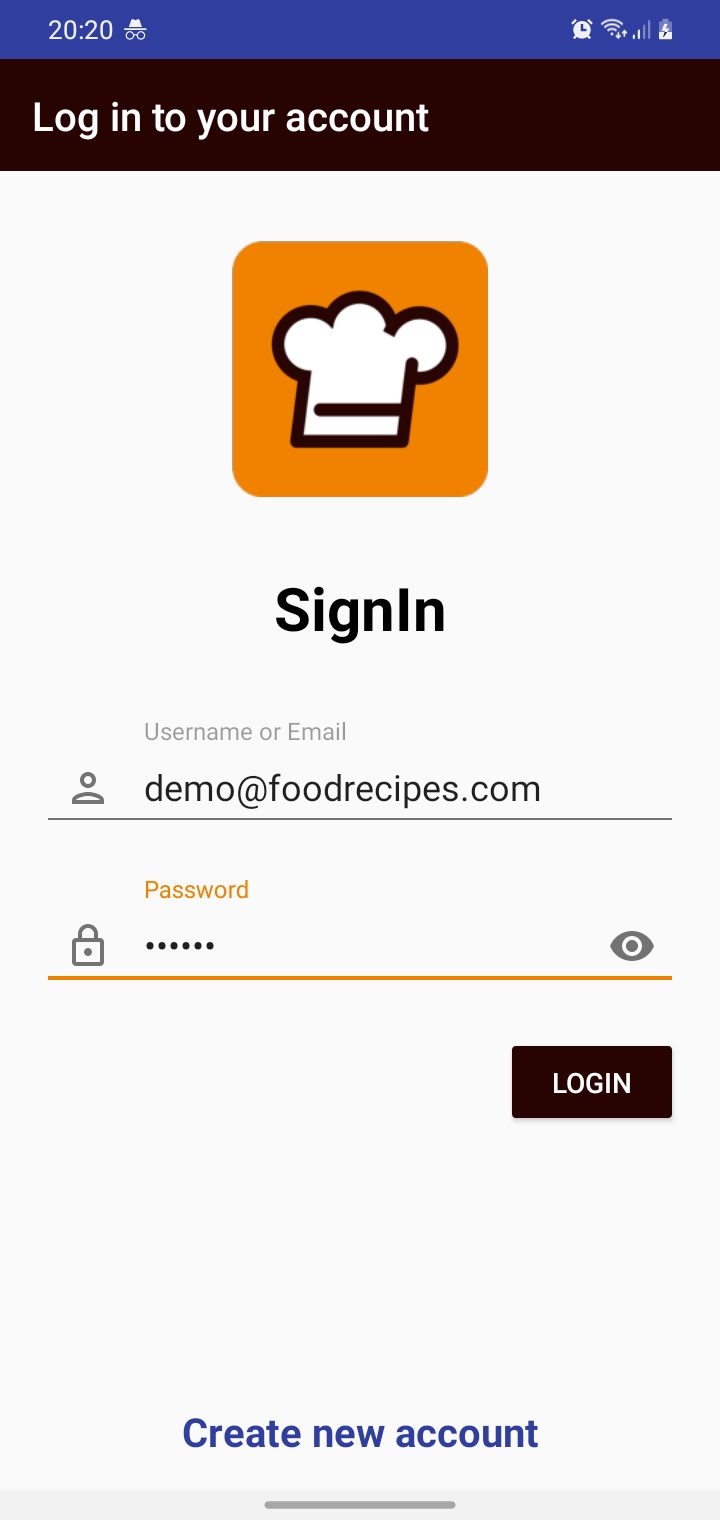 20:20
Log in to your account
SignIn
Username or Email
demo@foodrecipes.com
Password
••••••
LOGIN
Create new account